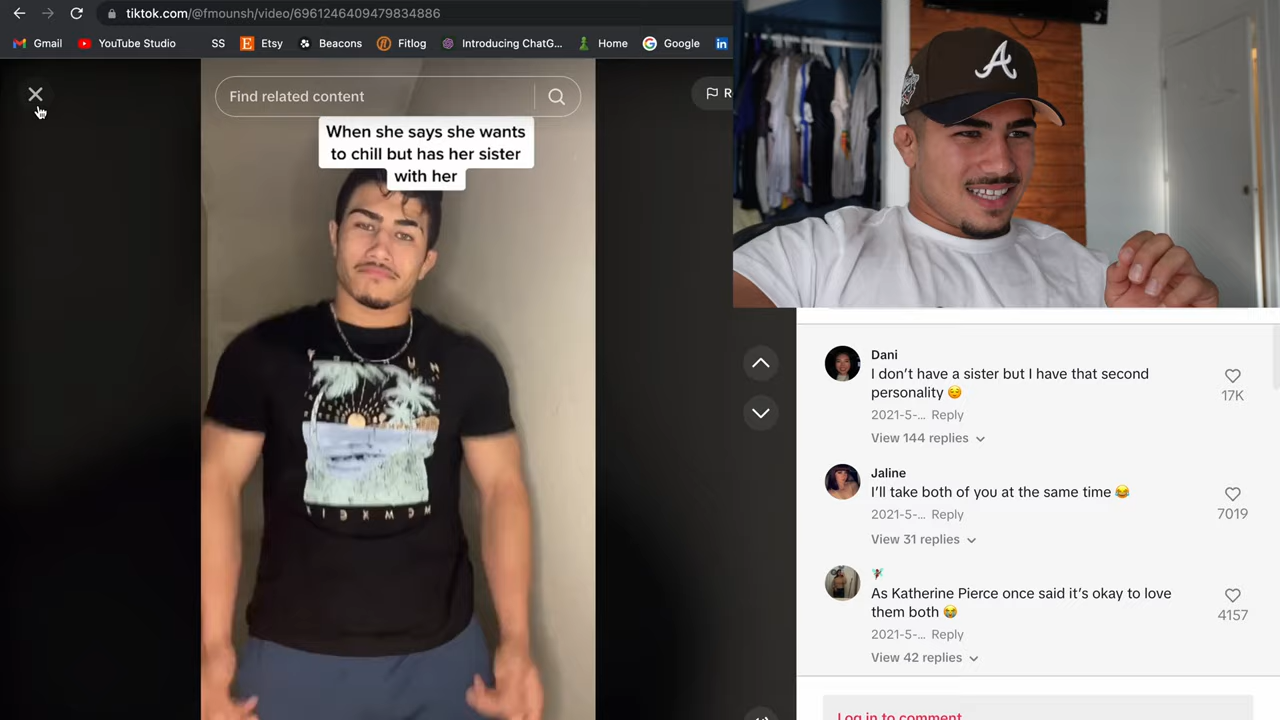 tiktok.com/@fmounsh/video/6961246409479834886
Gmail
YouTube Studio
SS
Etsy
Beacons
Fitlog
Introducing ChatG...
Home
Google
Find related content
R
When she says she wants
to chill but has her sister
with her
A
Dani
I don't have a sister but I have that second
personality 😔
17K
2021-5-... Reply
View 144 replies
Jaline
I'll take both of you at the same time 😂
7019
2021-5-... Reply
View 31 replies
🧚
As Katherine Pierce once said it's okay to love
them both 😂
4157
2021-5-... Reply
View 42 replies
Log in to comment